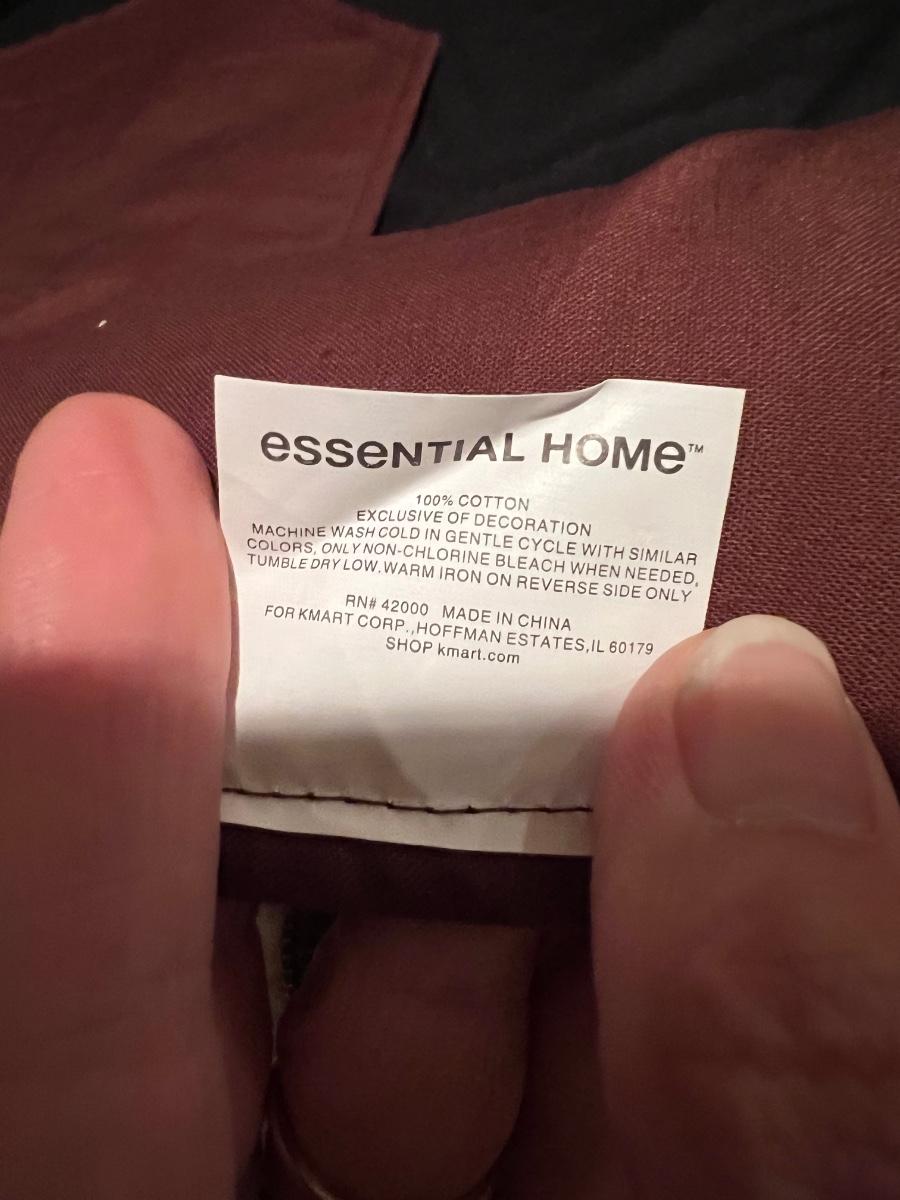 essenTIAL HOMe™
100% COTTON
EXCLUSIVE OF DECORATION
MACHINE WASH COLD IN GENTLE CYCLE WITH SIMILAR
COLORS, ONLY NON-CHLORINE BLEACH WHEN NEEDED,
TUMBLE DRY LOW, WARM IRON ON REVERSE SIDE ONLY
RN# 42000 MADE IN CHINA
FOR KMART CORP., HOFFMAN ESTATES, IL 60179
SHOP kmart.com